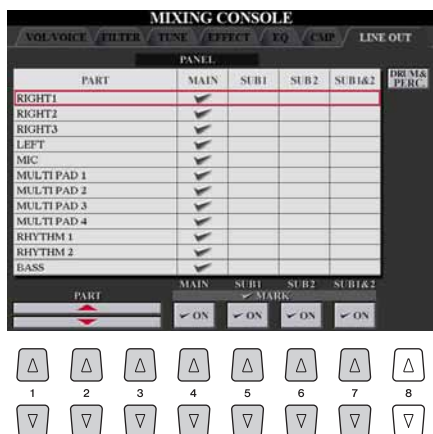 MIXING CONSOLE
VOL/VOICE FILTER TUNE EFFECT EQ CMP LINE OUT
PANEL
PART MAIN SUB1 SUB2 SUB1&2 DRUM& PERC.
RIGHT1
RIGHT2
RIGHT3
LEFT
MIC
MULTI PAD 1
MULTI PAD 2
MULTI PAD 3
MULTI PAD 4
RHYTHM 1
RHYTHM 2
BASS
MAIN SUB1 SUB2 SUB1&2
PART MARK
ON ON ON ON
1 2 3 4 5 6 7 8